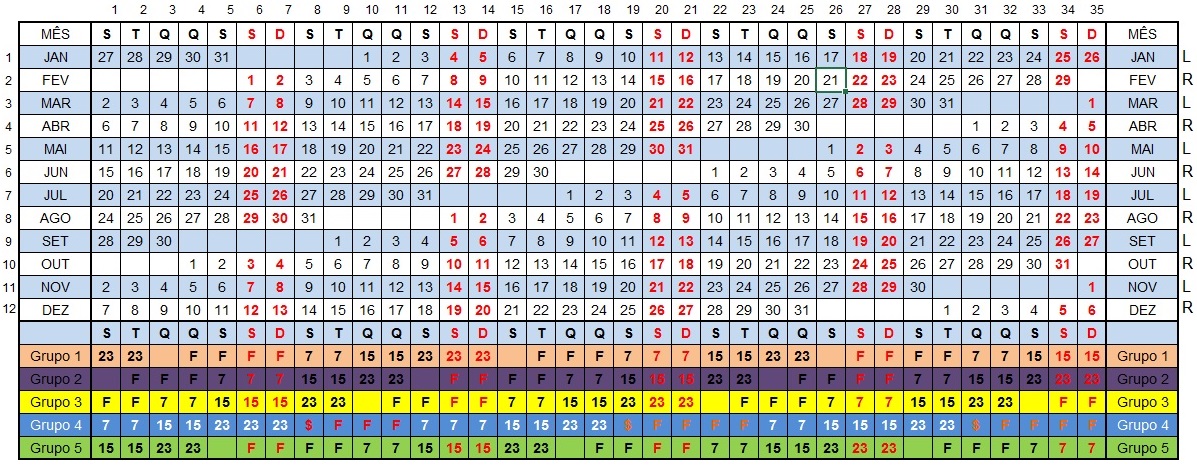 1 2 3 4 5 6 7 8 9 10 11 12 13 14 15 16 17 18 19 20 21 22 23 24 25 26 27 28 29 30 31 32 33 34 35
MÊS S T Q Q S S D S T Q Q S S D S T Q Q S S D S T Q Q S S D S T Q Q S S D MÊS
1 JAN 27 28 29 30 31 1 2 3 4 5 6 7 8 9 10 11 12 13 14 15 16 17 18 19 20 21 22 23 24 25 26 JAN L
2 FEV 1 2 3 4 5 6 7 8 9 10 11 12 13 14 15 16 17 18 19 20 21 22 23 24 25 26 27 28 29 FEV R
3 MAR 2 3 4 5 6 7 8 9 10 11 12 13 14 15 16 17 18 19 20 21 22 23 24 25 26 27 28 29 30 31 1 MAR L
4 ABR 6 7 8 9 10 11 12 13 14 15 16 17 18 19 20 21 22 23 24 25 26 27 28 29 30 1 2 3 4 5 ABR R
5 MAI 11 12 13 14 15 16 17 18 19 20 21 22 23 24 25 26 27 28 29 30 31 1 2 3 4 5 6 7 8 9 10 MAI L
6 JUN 15 16 17 18 19 20 21 22 23 24 25 26 27 28 29 30 1 2 3 4 5 6 7 8 9 10 11 12 13 14 JUN R
7 JUL 20 21 22 23 24 25 26 27 28 29 30 31 1 2 3 4 5 6 7 8 9 10 11 12 13 14 15 16 17 18 19 JUL L
8 AGO 24 25 26 27 28 29 30 31 1 2 3 4 5 6 7 8 9 10 11 12 13 14 15 16 17 18 19 20 21 22 23 AGO R
9 SET 28 29 30 1 2 3 4 5 6 7 8 9 10 11 12 13 14 15 16 17 18 19 20 21 22 23 24 25 26 27 SET L
10 OUT 1 2 3 4 5 6 7 8 9 10 11 12 13 14 15 16 17 18 19 20 21 22 23 24 25 26 27 28 29 30 31 OUT R
11 NOV 2 3 4 5 6 7 8 9 10 11 12 13 14 15 16 17 18 19 20 21 22 23 24 25 26 27 28 29 30 1 NOV L
12 DEZ 7 8 9 10 11 12 13 14 15 16 17 18 19 20 21 22 23 24 25 26 27 28 29 30 31 1 2 3 4 5 6 DEZ R
S T Q Q S S D S T Q Q S S D S T Q Q S S D S T Q Q S S D S T Q Q S S D
Grupo 1 23 23 F F F F 7 7 15 15 23 23 23 F F F 7 7 7 15 15 23 23 F F F F 7 7 15 15 15 Grupo 1
Grupo 2 F F F 7 7 7 15 15 23 23 F F F F 7 7 15 15 15 23 23 F F F F 7 7 15 15 23 23 23 Grupo 2
Grupo 3 F F 7 7 15 15 15 23 23 F F F F 7 7 15 15 23 23 23 F F F 7 7 7 15 15 23 23 F F Grupo 3
Grupo 4 7 7 15 15 23 23 23 $ F F F 7 7 7 15 15 23 23 $ F F F F 7 7 15 15 15 23 23 $ F F F F Grupo 4
Grupo 5 15 15 23 23 F F F F 7 7 15 15 15 23 23 F F F F 7 7 15 15 23 23 23 F F F 7 7 7 Grupo 5